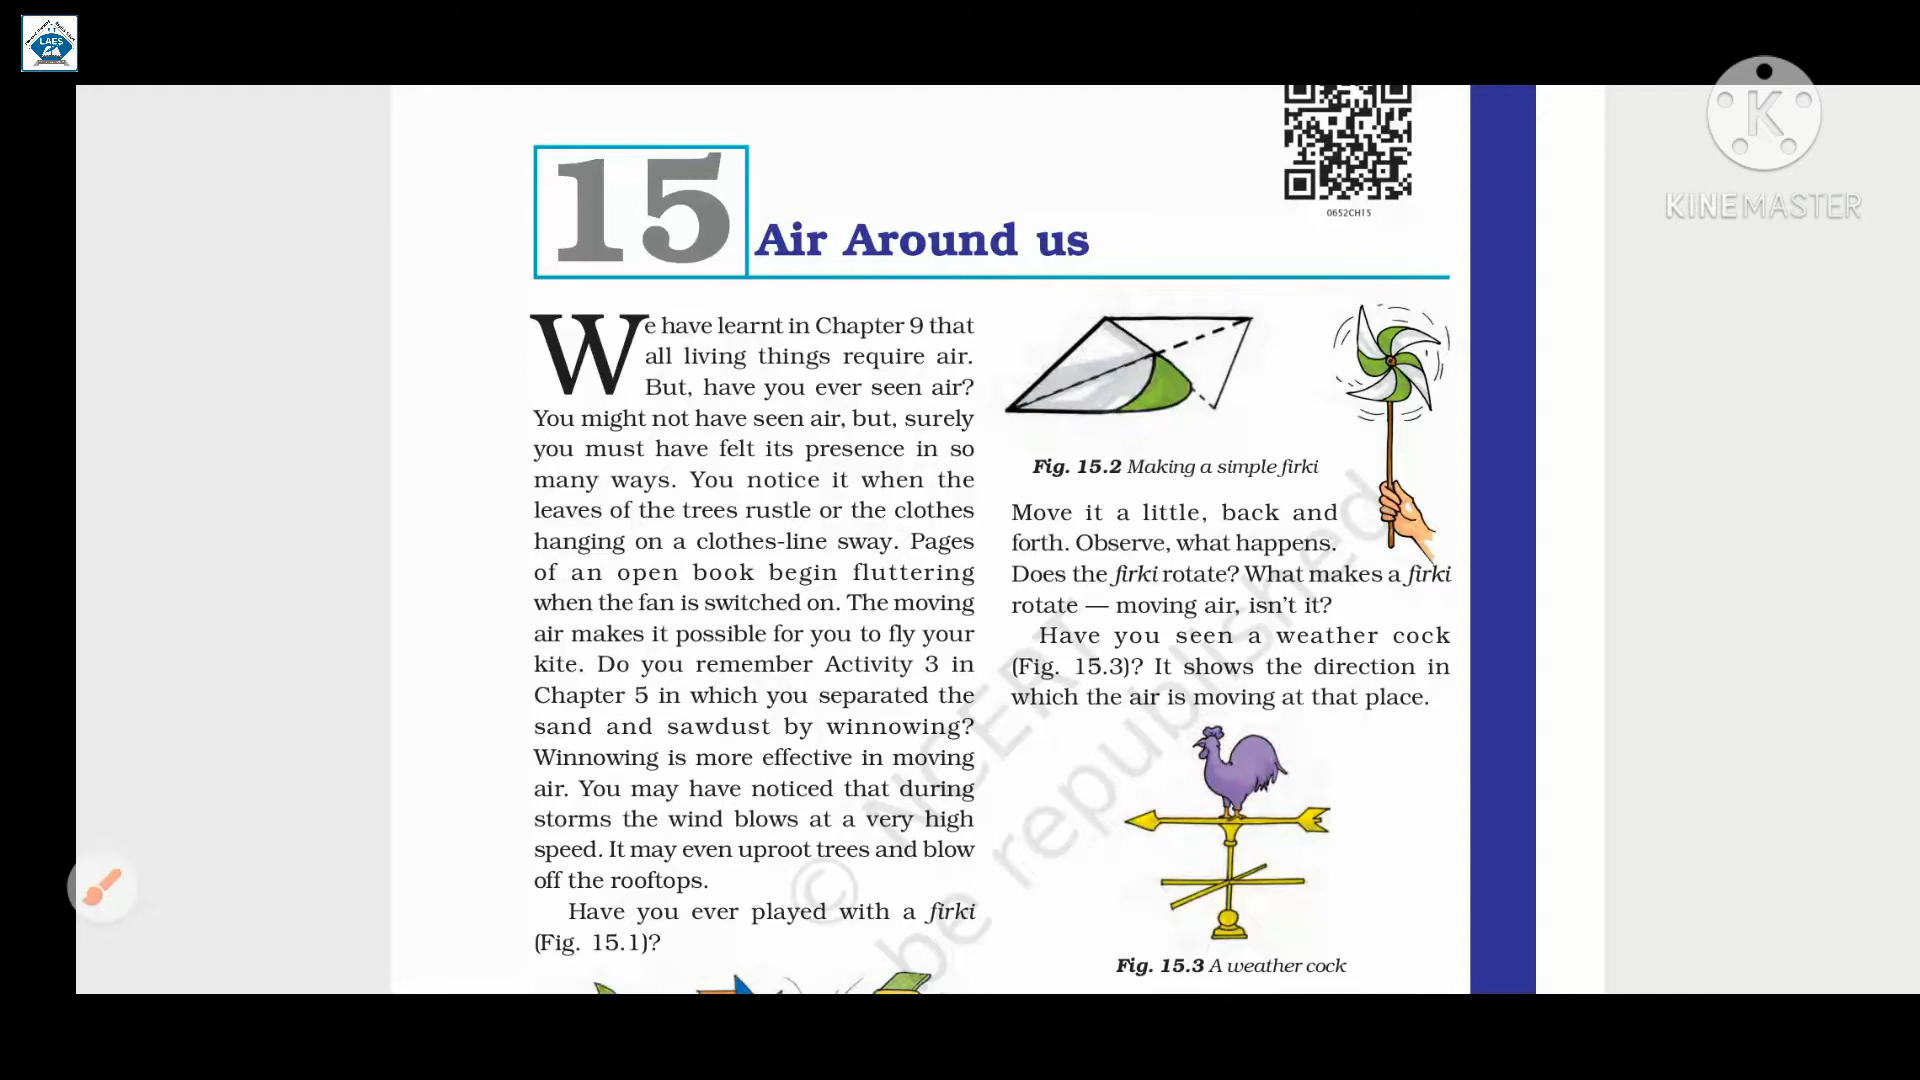 LAES
KINEMASTER
K
0652CH15
15
Air Around us
We have learnt in Chapter 9 that
all living things require air.
But, have you ever seen air?
You might not have seen air, but, surely
you must have felt its presence in so
many ways. You notice it when the
leaves of the trees rustle or the clothes
hanging on a clothes-line sway. Pages
of an open book begin fluttering
when the fan is switched on. The moving
air makes it possible for you to fly your
kite. Do you remember Activity 3 in
Chapter 5 in which you separated the
sand and sawdust by winnowing?
Winnowing is more effective in moving
air. You may have noticed that during
storms the wind blows at a very high
speed. It may even uproot trees and blow
off the rooftops.
Have you ever played with a firki
(Fig. 15.1)?
Fig. 15.2 Making a simple firki
Move it a little, back and
forth. Observe, what happens.
Does the firki rotate? What makes a firki
rotate — moving air, isn't it?
Have you seen a weather cock
(Fig. 15.3)? It shows the direction in
which the air is moving at that place.
Fig. 15.3 A weather cock
© NCERT
be republished